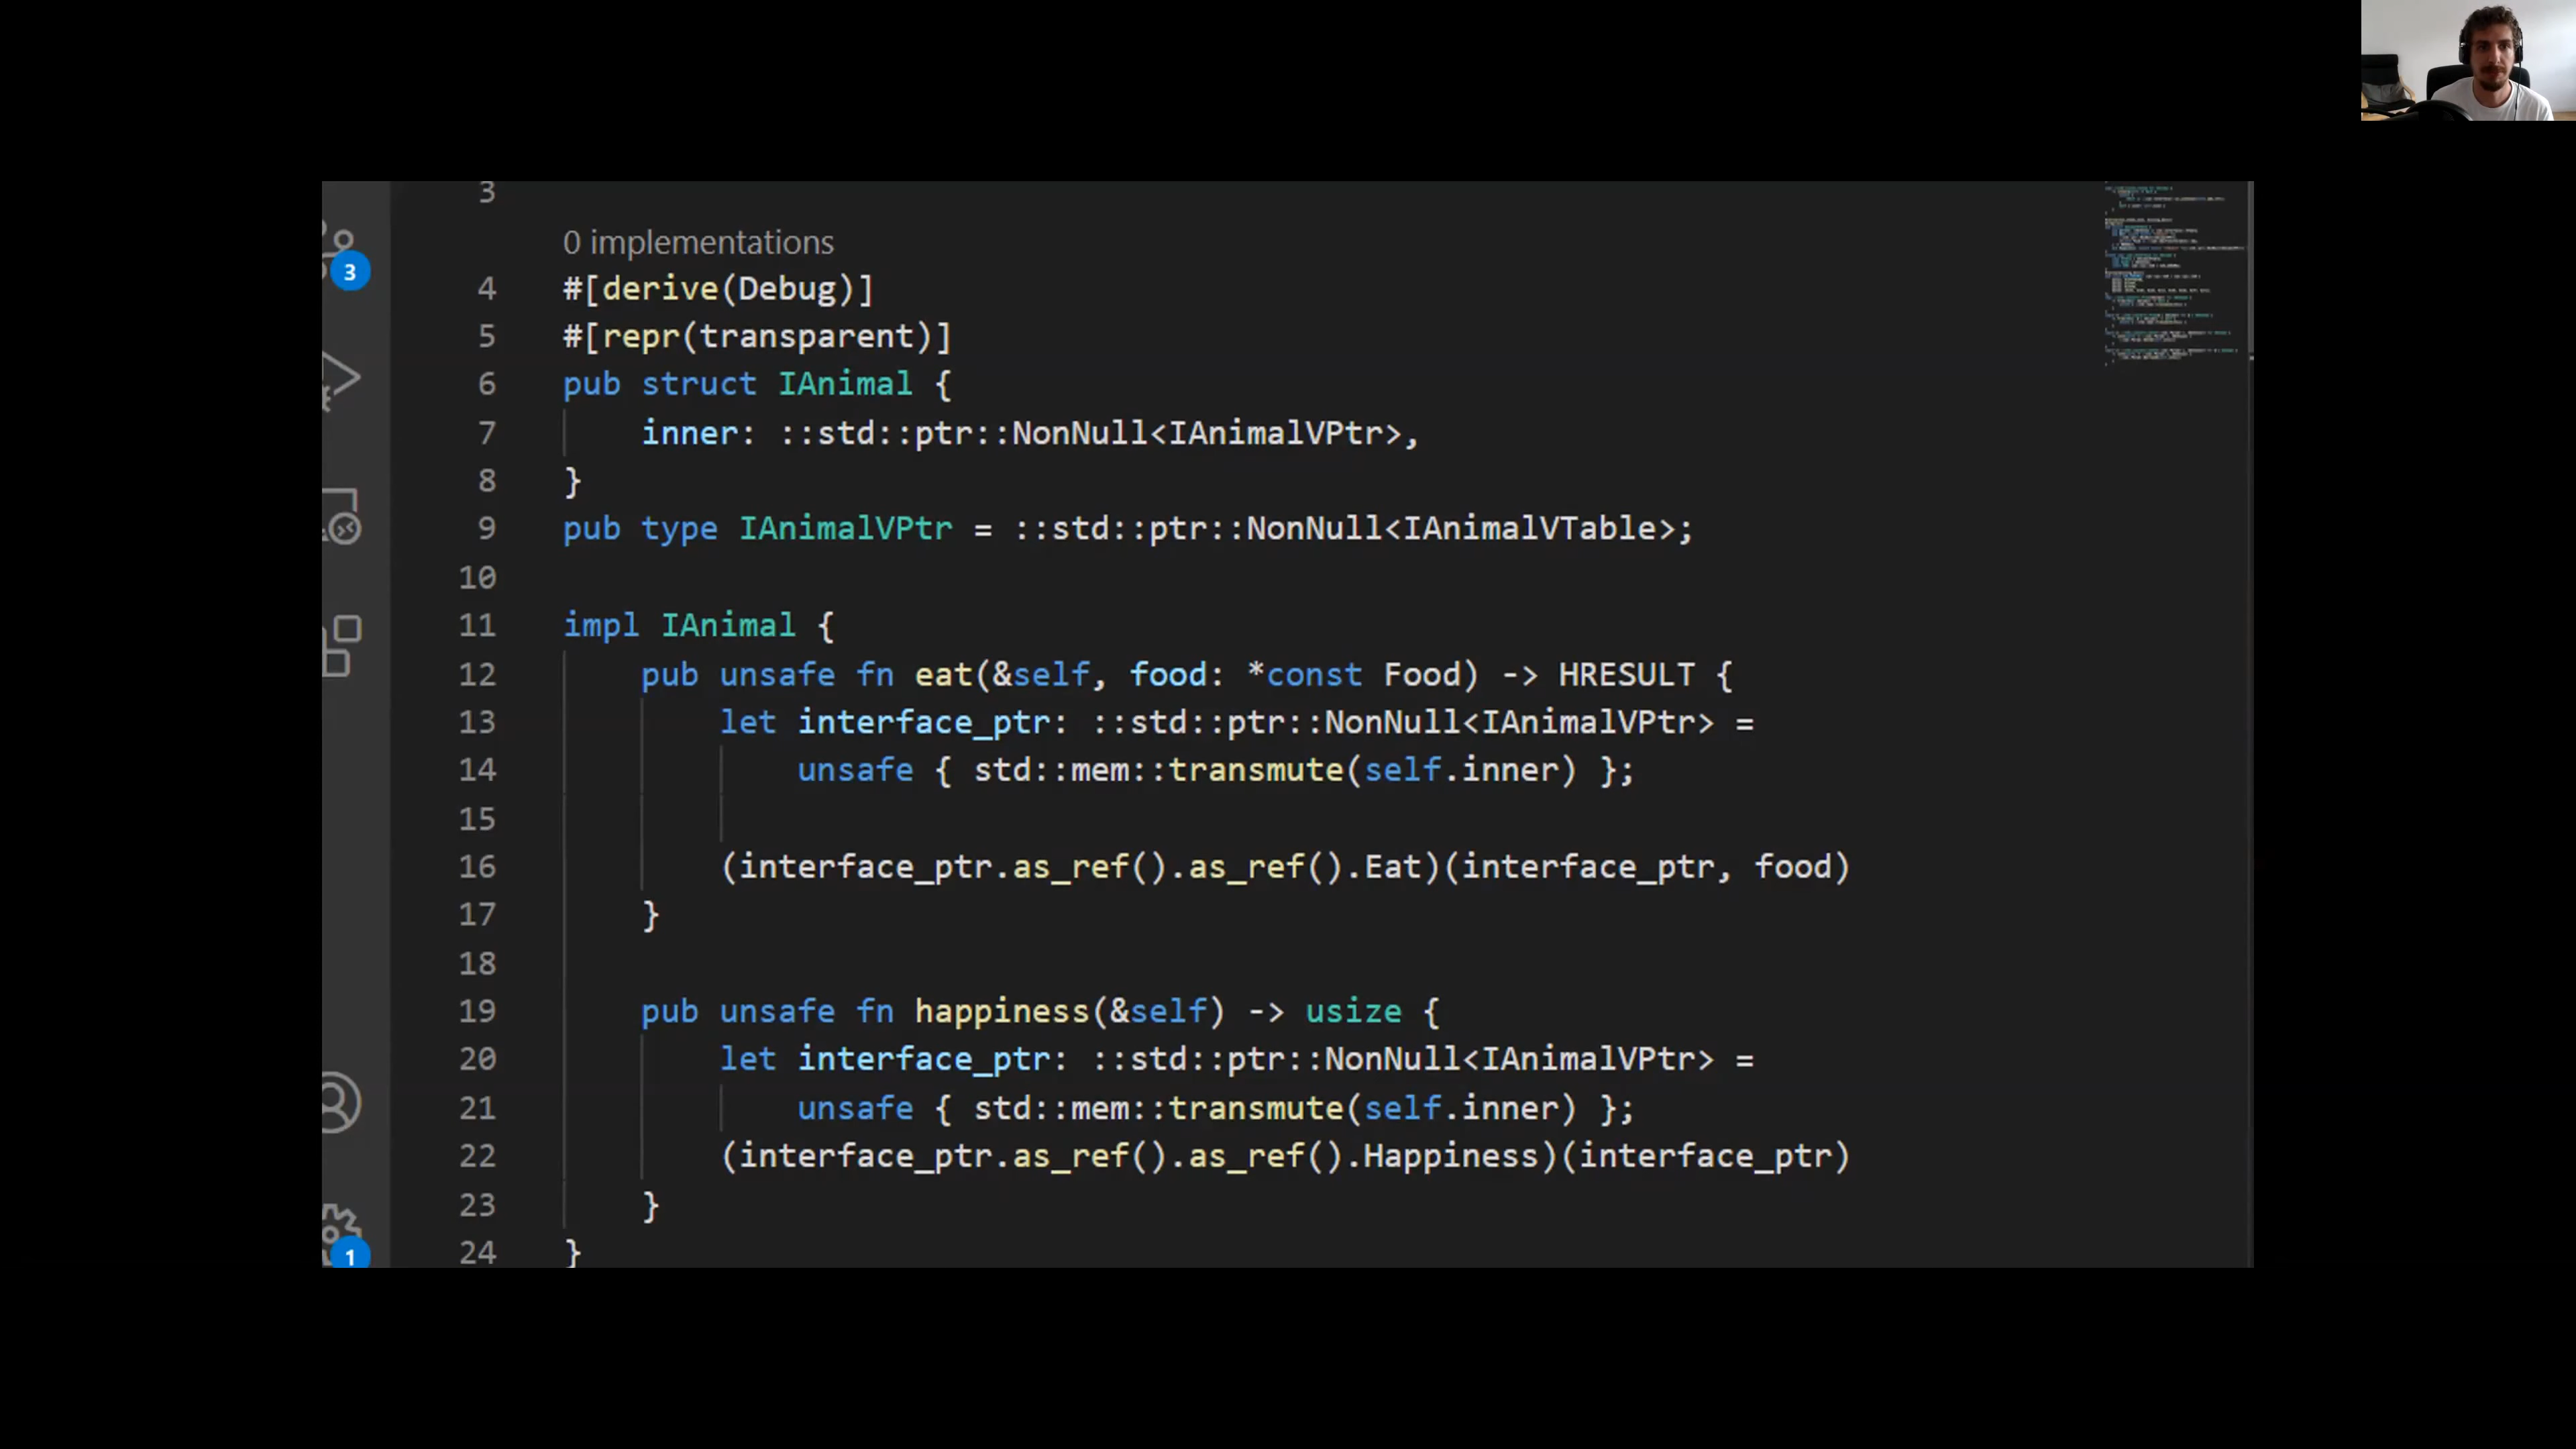 3
0 implementations
4 #[derive(Debug)]
5 #[repr(transparent)]
6 pub struct IAnimal {
7     inner: ::std::ptr::NonNull<IAnimalVPtr>,
8 }
9 pub type IAnimalVPtr = ::std::ptr::NonNull<IAnimalVTable>;
10
11 impl IAnimal {
12     pub unsafe fn eat(&self, food: *const Food) -> HRESULT {
13         let interface_ptr: ::std::ptr::NonNull<IAnimalVPtr> =
14             unsafe { std::mem::transmute(self.inner) };
15
16         (interface_ptr.as_ref().as_ref().Eat)(interface_ptr, food)
17     }
18
19     pub unsafe fn happiness(&self) -> usize {
20         let interface_ptr: ::std::ptr::NonNull<IAnimalVPtr> =
21             unsafe { std::mem::transmute(self.inner) };
22         (interface_ptr.as_ref().as_ref().Happiness)(interface_ptr)
23     }
24 }
3
1